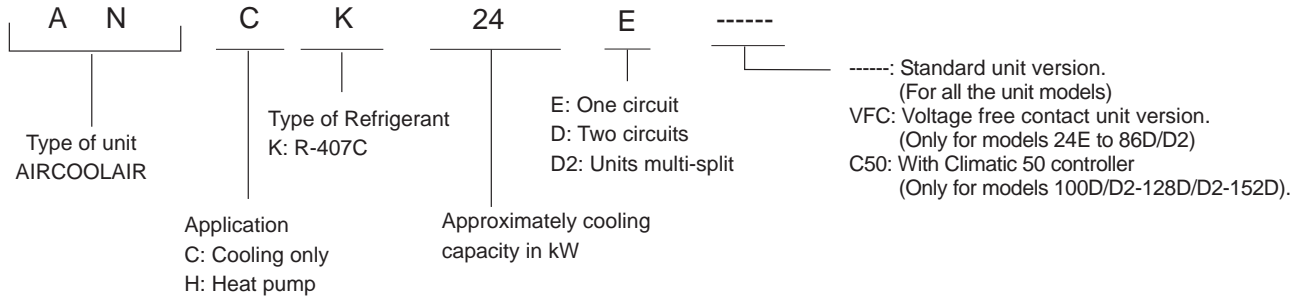 A N C K 24 E ------
Type of unit
AIRCOOLAIR
Application
C: Cooling only
H: Heat pump
Type of Refrigerant
K: R-407C
Approximately cooling
capacity in kW
E: One circuit
D: Two circuits
D2: Units multi-split
------: Standard unit version.
(For all the unit models)
VFC: Voltage free contact unit version.
(Only for models 24E to 86D/D2)
C50: With Climatic 50 controller
(Only for models 100D/D2-128D/D2-152D).